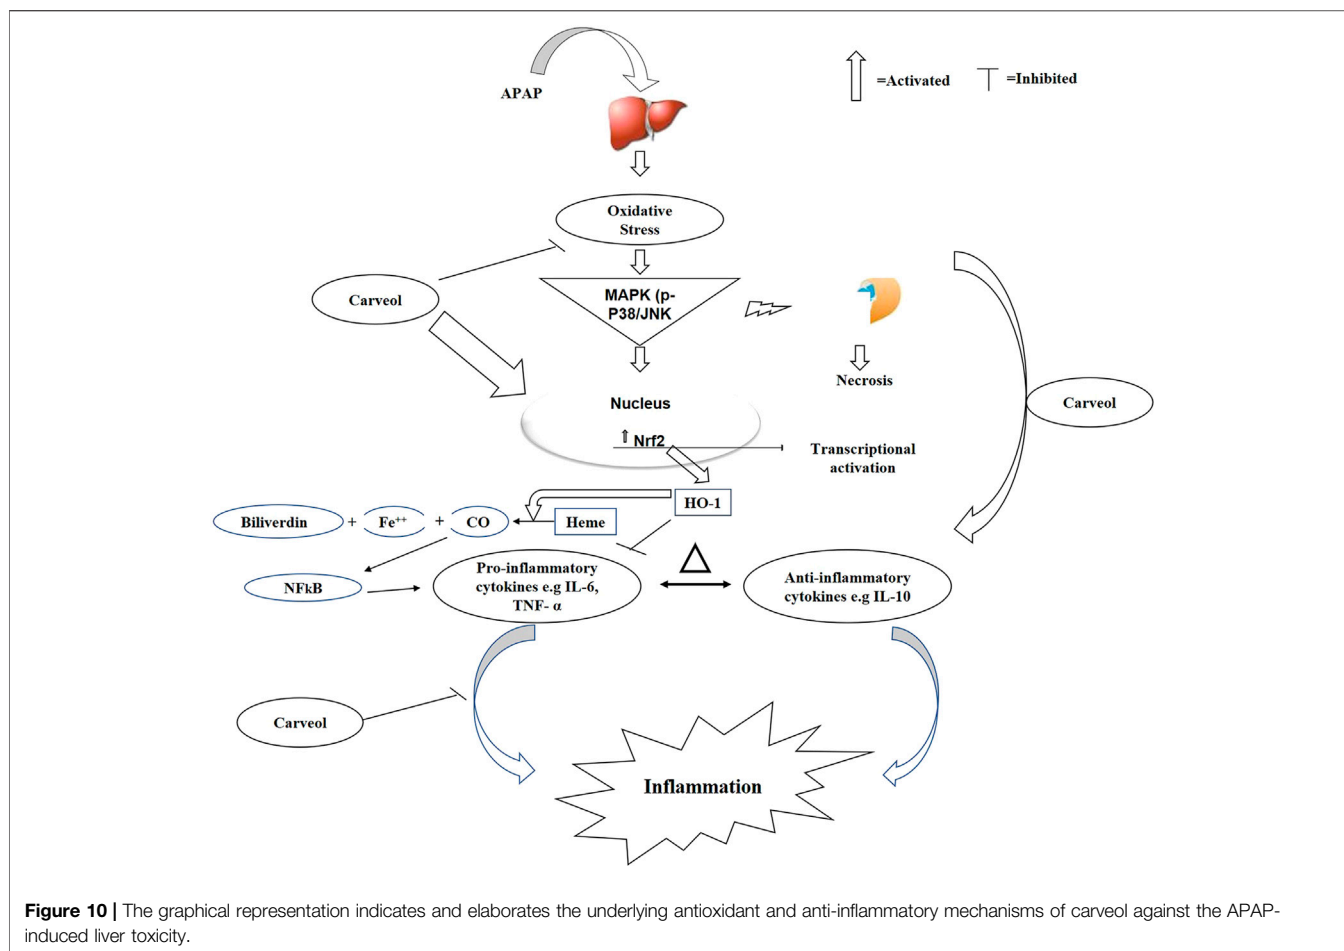 APAP
=Activated
=Inhibited
Oxidative
Stress
Carveol
MAPK (p-
P38/JNK
Necrosis
Carveol
Nucleus
⇑ Nrf2
Transcriptional
activation
HO-1
Biliverdin + Fe⁺⁺ + CO
Heme
NFkB
Pro-inflammatory
cytokines e.g IL-6,
TNF- α
Anti-inflammatory
cytokines e.g IL-10
Carveol
Inflammation
Figure 10 | The graphical representation indicates and elaborates the underlying antioxidant and anti-inflammatory mechanisms of carveol against the APAP-
induced liver toxicity.